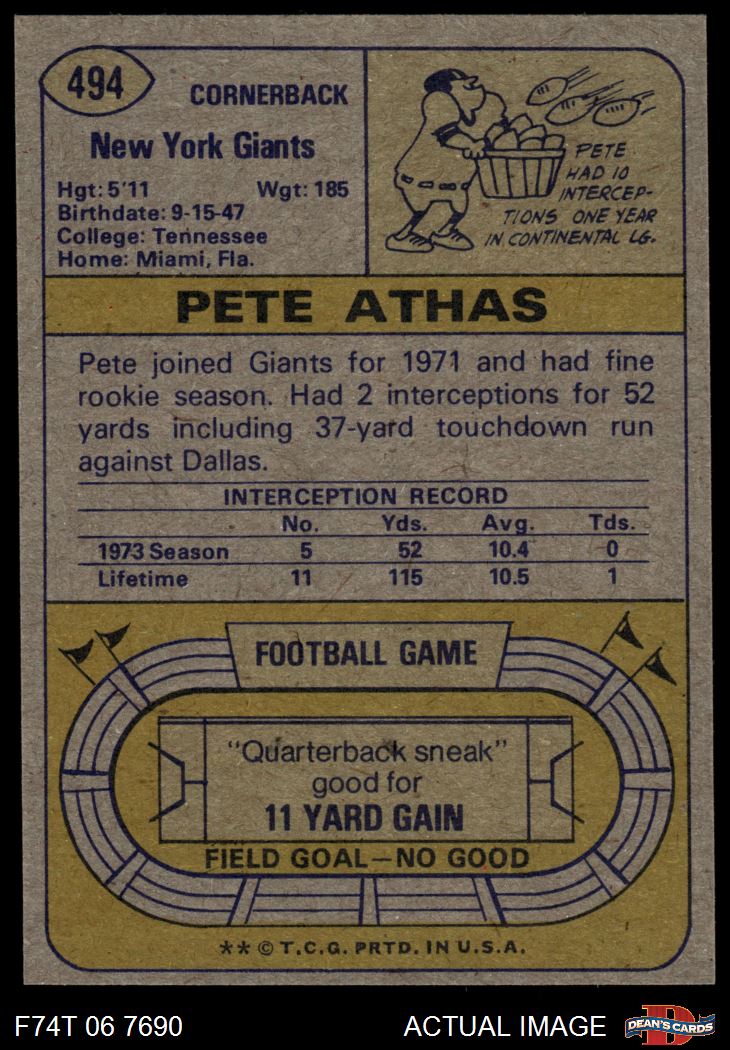 494
CORNERBACK
New York Giants
Hgt: 5'11 Wgt: 185
Birthdate: 9-15-47
College: Tennessee
Home: Miami, Fla.
PETE
HAD 10
INTERCEP-
TIONS ONE YEAR
IN CONTINENTAL LG.
PETE ATHAS
Pete joined Giants for 1971 and had fine
rookie season. Had 2 interceptions for 52
yards including 37-yard touchdown run
against Dallas.
INTERCEPTION RECORD
No. Yds. Avg. Tds.
1973 Season 5 52 10.4 0
Lifetime 11 115 10.5 1
FOOTBALL GAME
"Quarterback sneak"
good for
11 YARD GAIN
FIELD GOAL—NO GOOD
** © T.C.G. PRTD. IN U.S.A.
F74T 06 7690 ACTUAL IMAGE
D
DEAN'S CARDS